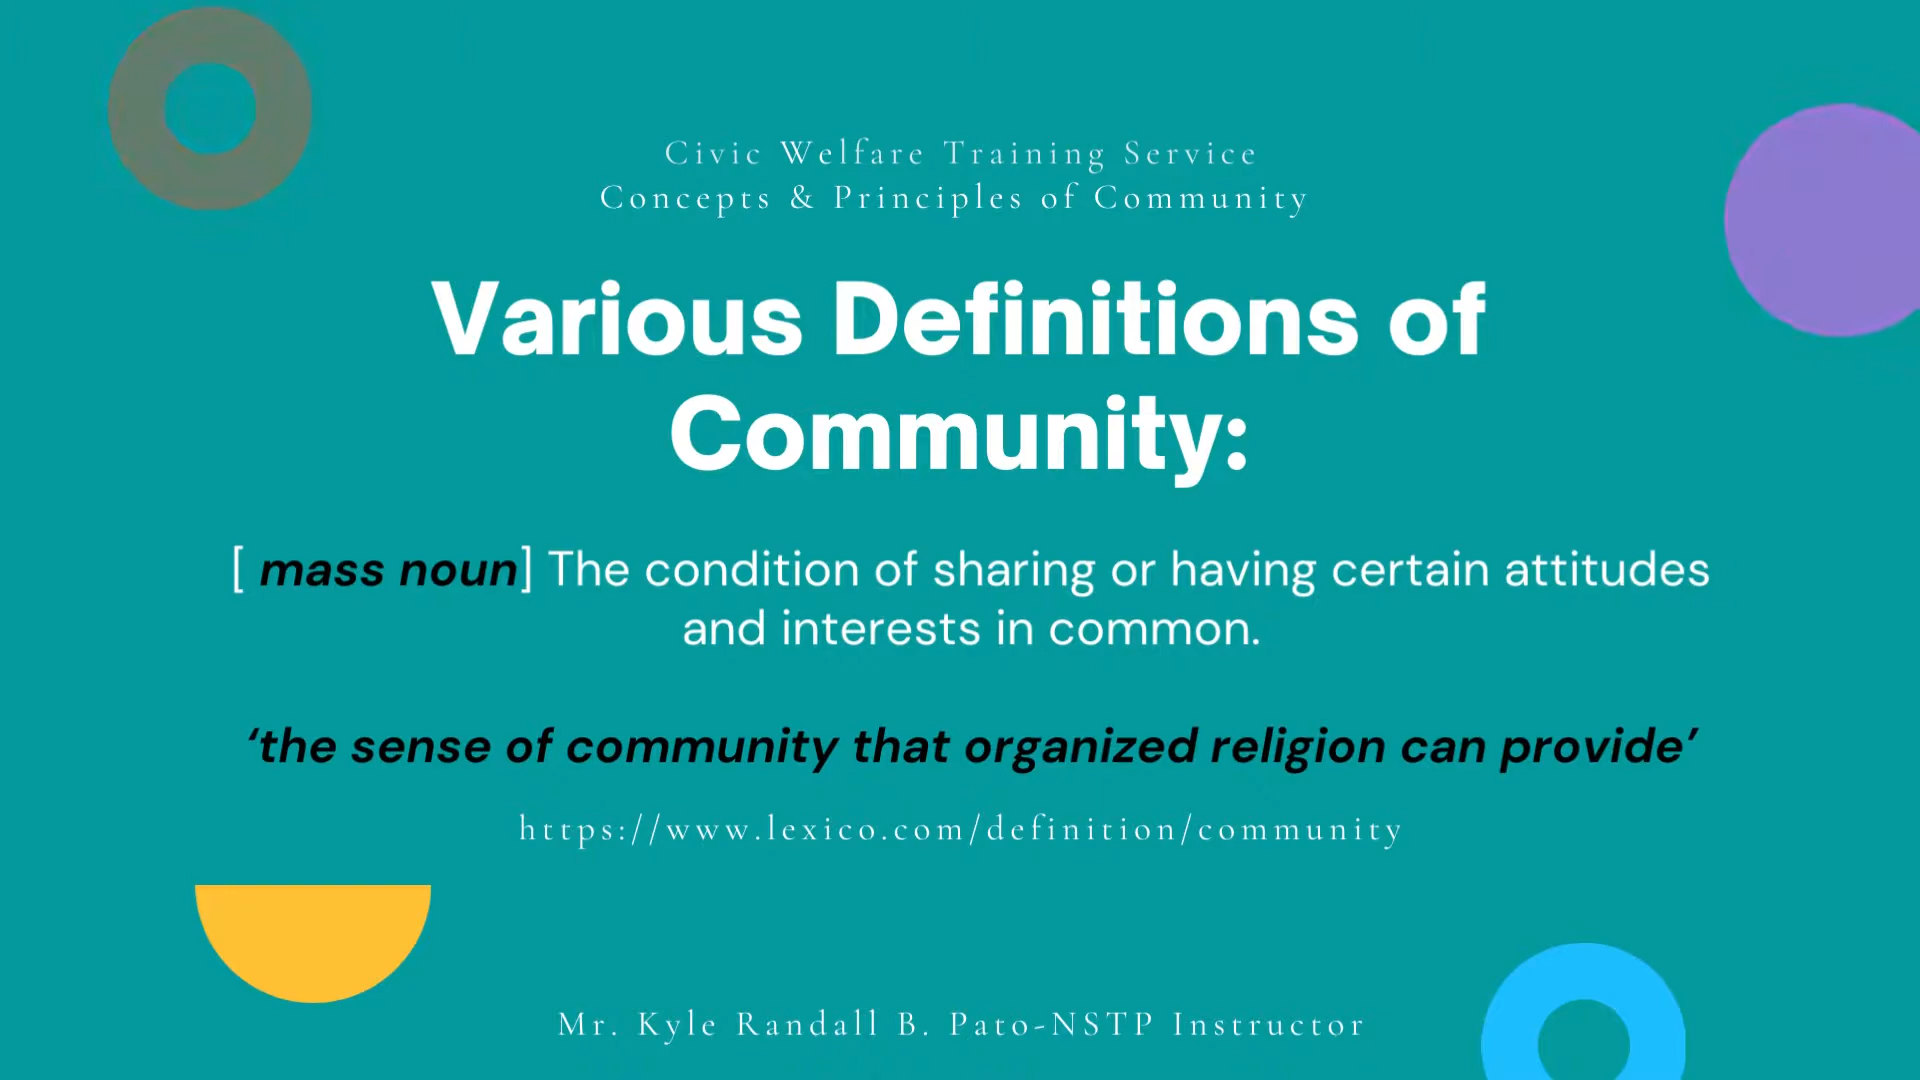 Civic Welfare Training Service
Concepts & Principles of Community
Various Definitions of
Community:
[ mass noun] The condition of sharing or having certain attitudes
and interests in common.
‘the sense of community that organized religion can provide’
https://www.lexico.com/definition/community
Mr. Kyle Randall B. Pato-NSTP Instructor